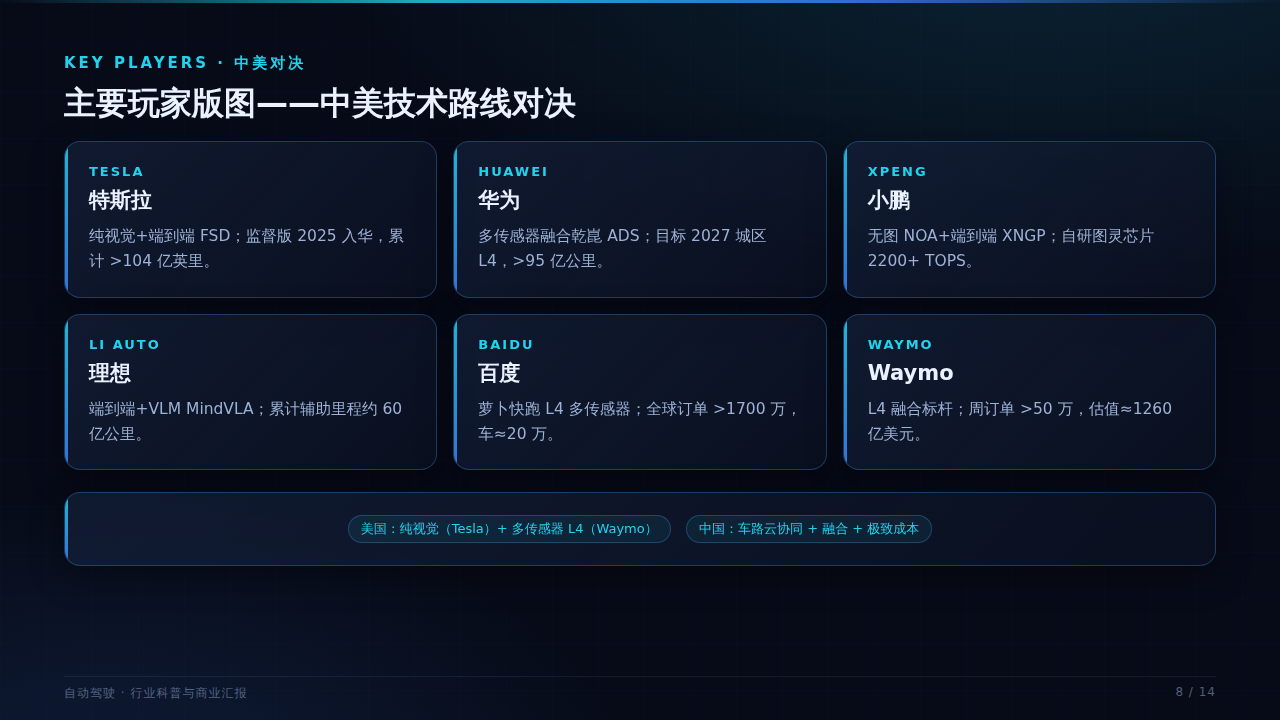 KEY PLAYERS · 中美对决
主要玩家版图——中美技术路线对决
TESLA
特斯拉
纯视觉+端到端 FSD；监督版 2025 入华，累
计 >104 亿英里。
HUAWEI
华为
多传感器融合乾崑 ADS；目标 2027 城区
L4，>95 亿公里。
XPENG
小鹏
无图 NOA+端到端 XNGP；自研图灵芯片
2200+ TOPS。
LI AUTO
理想
端到端+VLM MindVLA；累计辅助里程约 60
亿公里。
BAIDU
百度
萝卜快跑 L4 多传感器；全球订单 >1700 万，
车≈20 万。
WAYMO
Waymo
L4 融合标杆；周订单 >50 万，估值≈1260
亿美元。
美国：纯视觉（Tesla）+ 多传感器 L4（Waymo）
中国：车路云协同 + 融合 + 极致成本
自动驾驶 · 行业科普与商业汇报
8 / 14